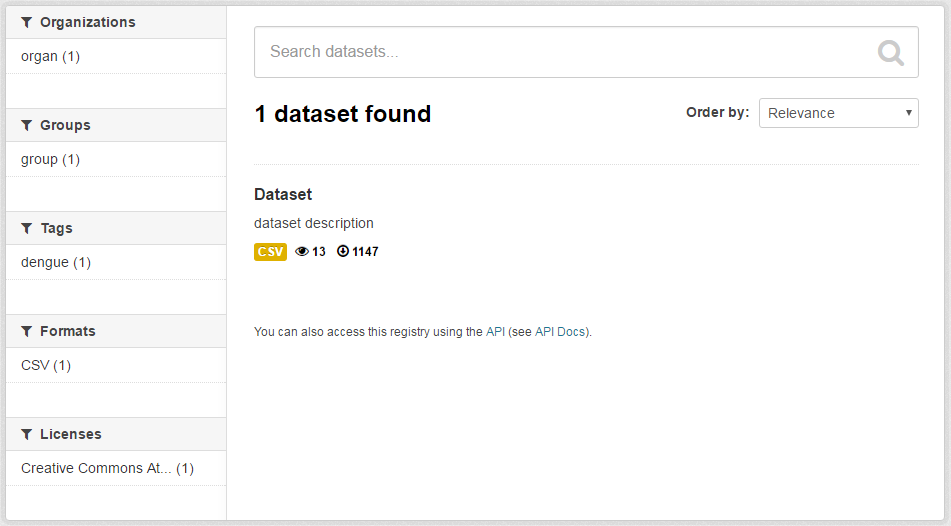 Organizations
organ (1)
Groups
group (1)
Tags
dengue (1)
Formats
CSV (1)
Licenses
Creative Commons At... (1)
Search datasets...
1 dataset found
Order by: Relevance
Dataset
dataset description
CSV 13 1147
You can also access this registry using the API (see API Docs).